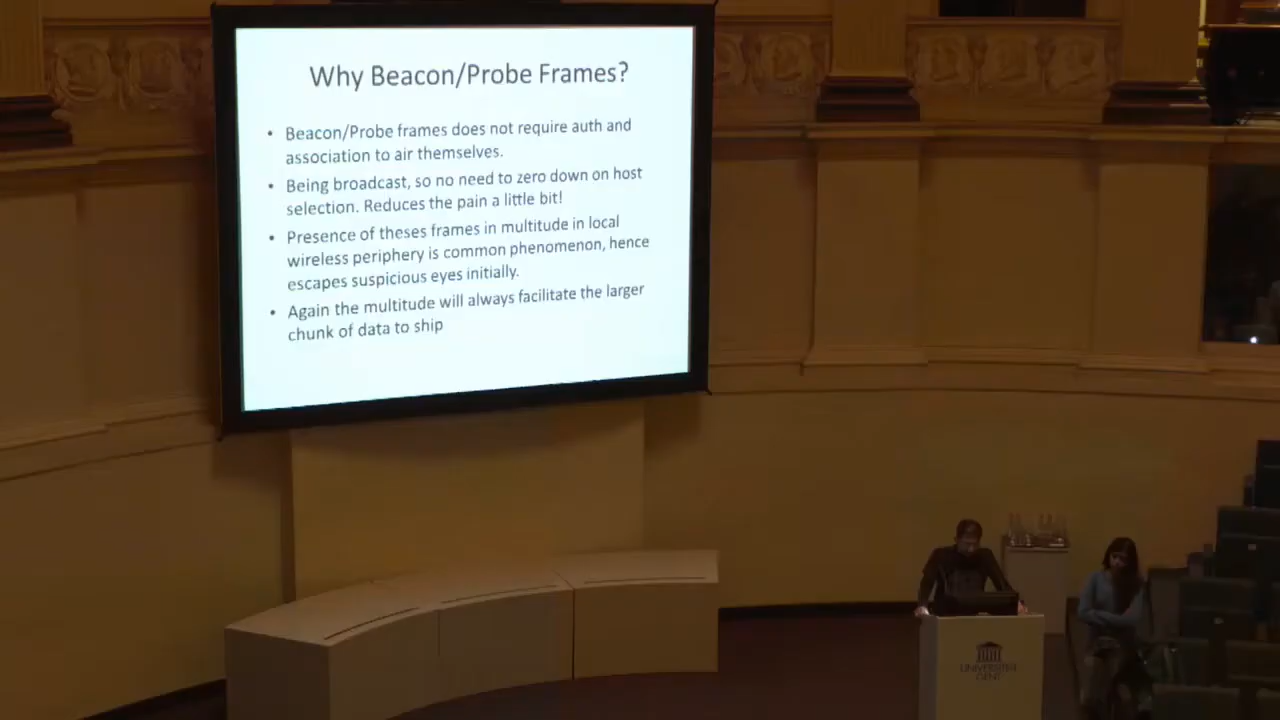 Why Beacon/Probe Frames?
• Beacon/Probe frames does not require auth and
association to air themselves.
• Being broadcast, so no need to zero down on host
selection. Reduces the pain a little bit!
• Presence of theses frames in multitude in local
wireless periphery is common phenomenon, hence
escapes suspicious eyes initially.
• Again the multitude will always facilitate the larger
chunk of data to ship
UNIVERSITEIT
GENT